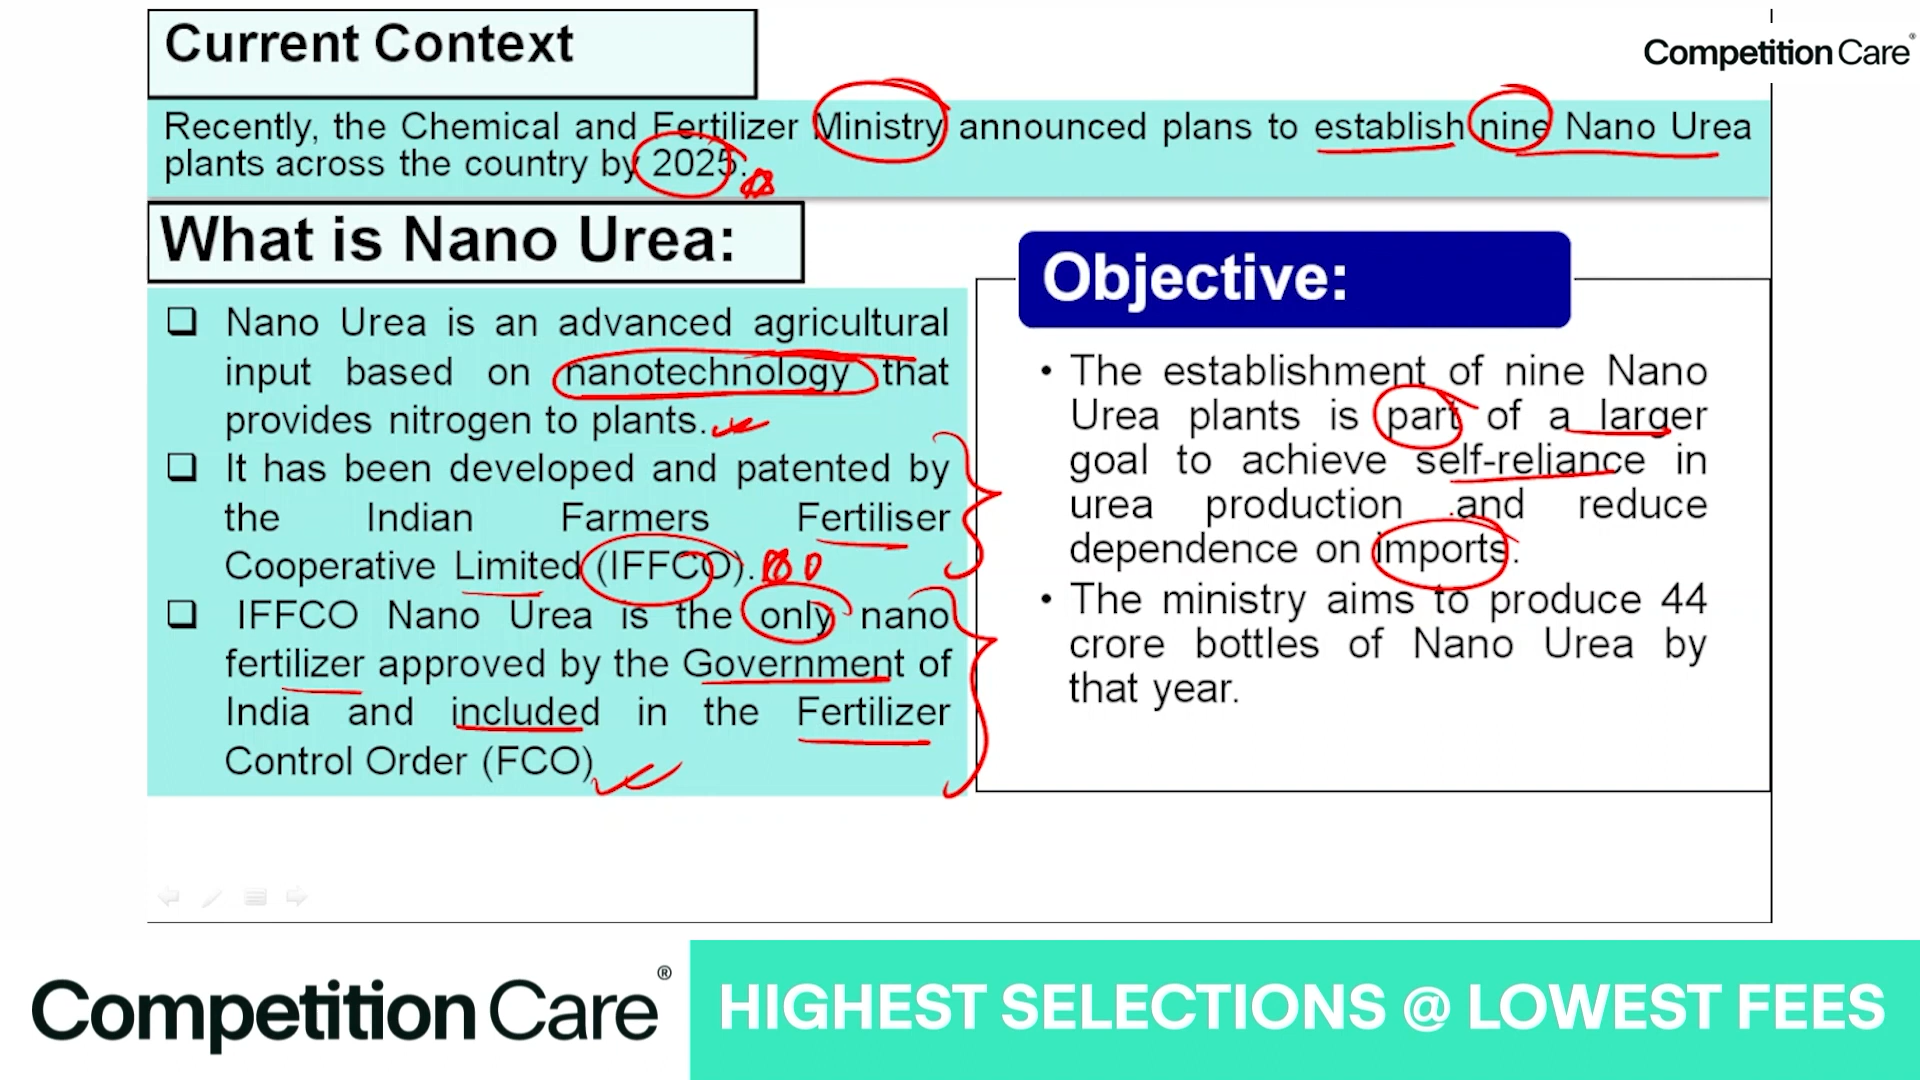 Current Context
CompetitionCare®
Recently, the Chemical and Fertilizer Ministry announced plans to establish nine Nano Urea
plants across the country by 2025.
What is Nano Urea:
❑ Nano Urea is an advanced agricultural
input based on nanotechnology that
provides nitrogen to plants.
❑ It has been developed and patented by
the Indian Farmers Fertiliser
Cooperative Limited (IFFCO).
❑ IFFCO Nano Urea is the only nano
fertilizer approved by the Government of
India and included in the Fertilizer
Control Order (FCO)
Objective:
• The establishment of nine Nano
Urea plants is part of a larger
goal to achieve self-reliance in
urea production and reduce
dependence on imports.
• The ministry aims to produce 44
crore bottles of Nano Urea by
that year.
CompetitionCare®
HIGHEST SELECTIONS @ LOWEST FEES